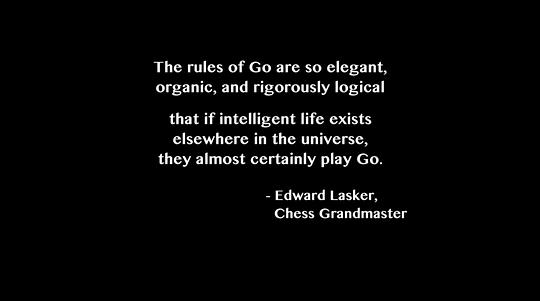 The rules of Go are so elegant,
organic, and rigorously logical
that if intelligent life exists
elsewhere in the universe,
they almost certainly play Go.
- Edward Lasker,
Chess Grandmaster